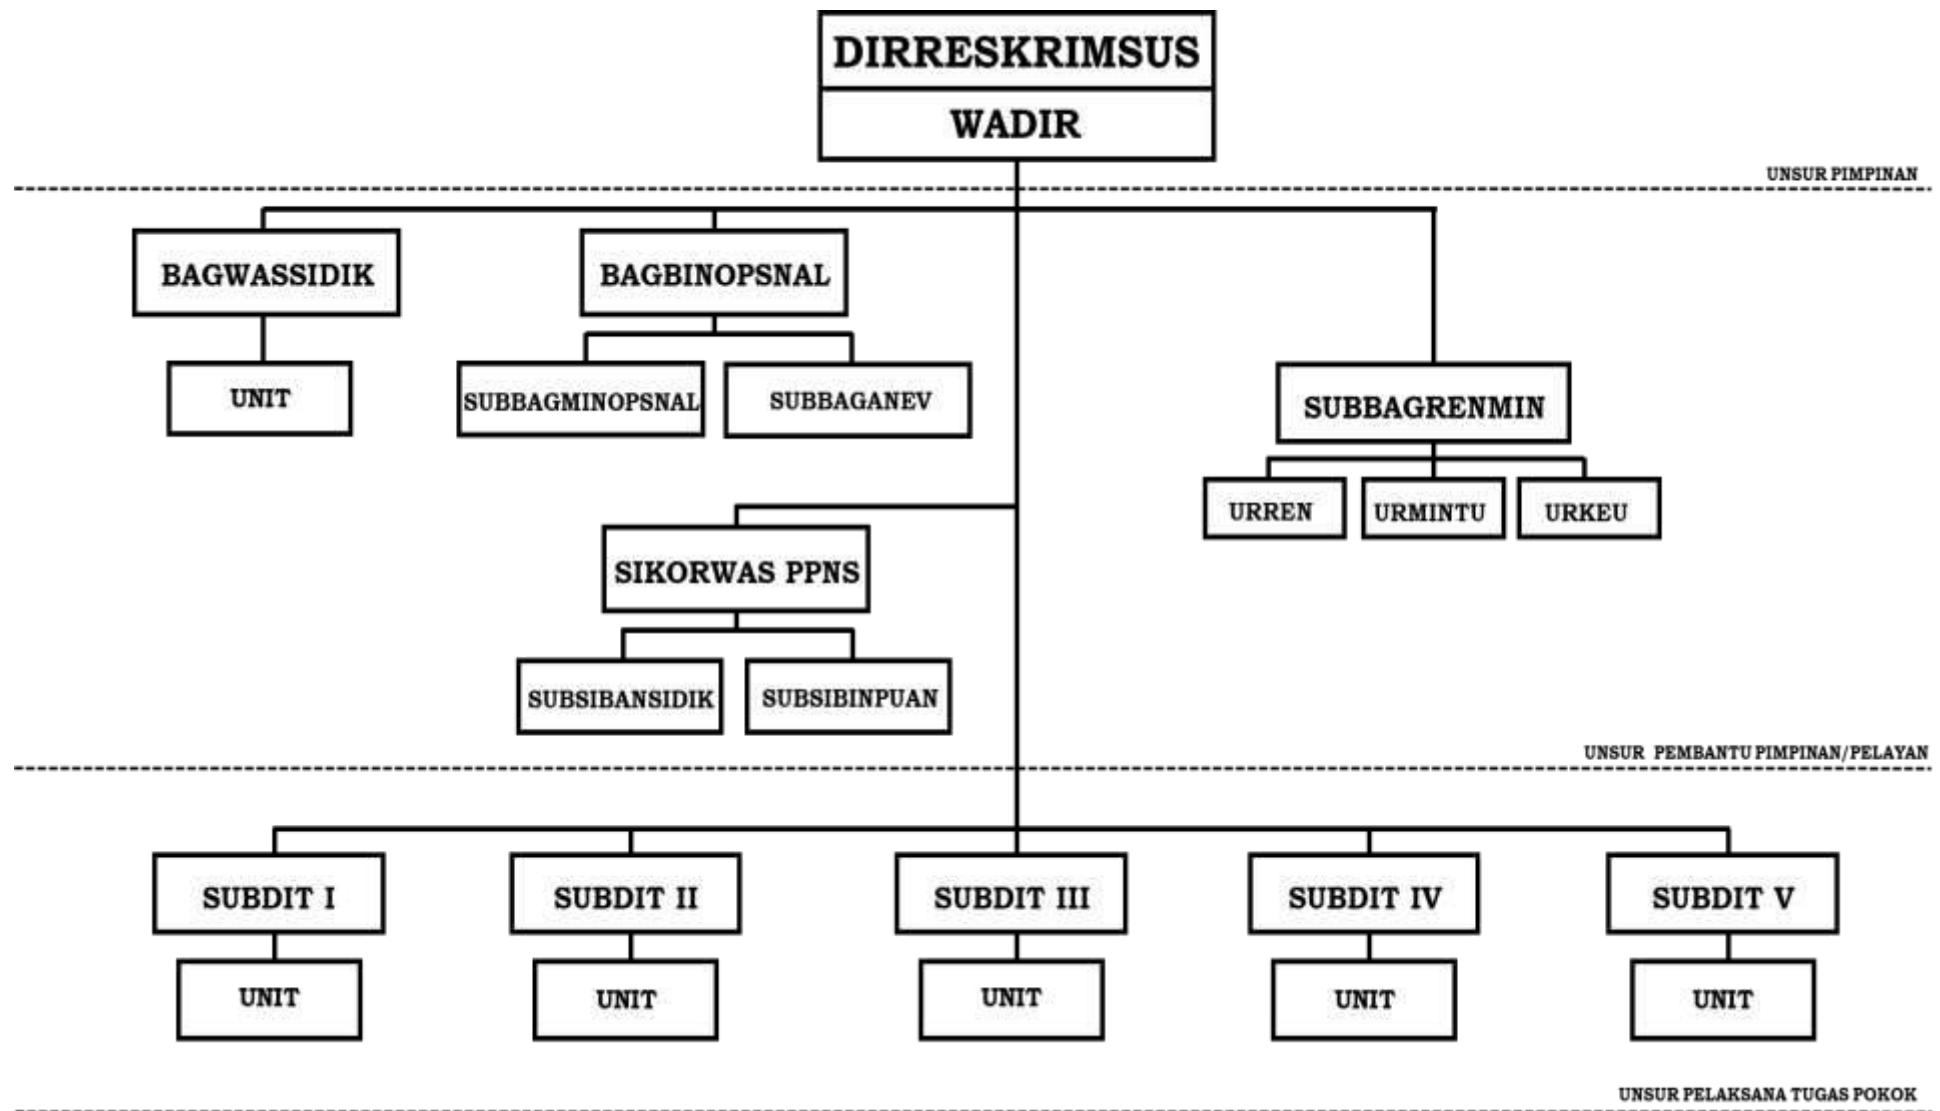 DIRRESKRIMSUS
WADIR
UNSUR PIMPINAN
BAGWASSIDIK
BAGBINOPSNAL
UNIT
SUBBAGMINOPSNAL
SUBBAGANEV
SUBBAGRENMIN
URREN
URMINTU
URKEU
SIKORWAS PPNS
SUBSIBANSIDIK
SUBSIBINPUAN
UNSUR PEMBANTU PIMPINAN/PELAYAN
SUBDIT I
SUBDIT II
SUBDIT III
SUBDIT IV
SUBDIT V
UNIT
UNIT
UNIT
UNIT
UNIT
UNSUR PELAKSANA TUGAS POKOK